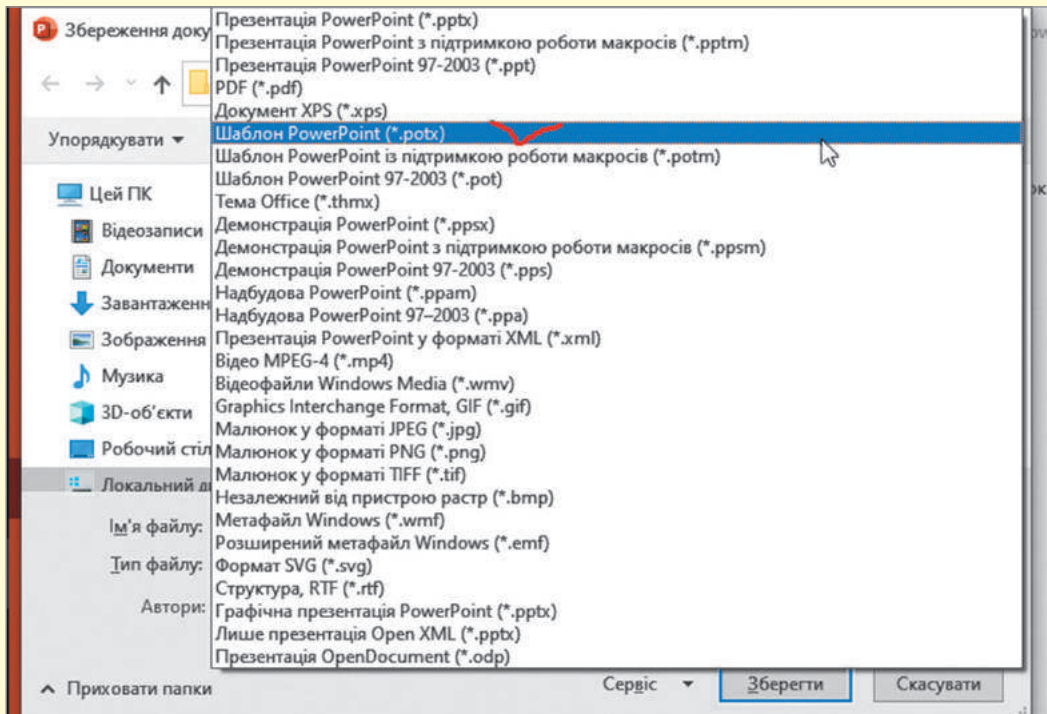 Збереження доку
Упорядкувати
Цей ПК
Відеозаписи
Документи
Завантаженн
Зображення
Музика
3D-об'єкти
Робочий стіл
Локальний д
Презентація PowerPoint (*.pptx)
Презентація PowerPoint з підтримкою роботи макросів (*.pptm)
Презентація PowerPoint 97-2003 (*.ppt)
PDF (*.pdf)
Документ XPS (*.xps)
Шаблон PowerPoint (*.potx)
Шаблон PowerPoint із підтримкою роботи макросів (*.potm)
Шаблон PowerPoint 97-2003 (*.pot)
Тема Office (*.thmx)
Демонстрація PowerPoint (*.ppsx)
Демонстрація PowerPoint з підтримкою роботи макросів (*.ppsm)
Демонстрація PowerPoint 97-2003 (*.pps)
Надбудова PowerPoint (*.ppam)
Надбудова PowerPoint 97–2003 (*.ppa)
Презентація PowerPoint у форматі XML (*.xml)
Відео MPEG-4 (*.mp4)
Відеофайли Windows Media (*.wmv)
Graphics Interchange Format, GIF (*.gif)
Малюнок у форматі JPEG (*.jpg)
Малюнок у форматі PNG (*.png)
Малюнок у форматі TIFF (*.tif)
Незалежний від пристрою растр (*.bmp)
Метафайл Windows (*.wmf)
Розширений метафайл Windows (*.emf)
Формат SVG (*.svg)
Структура, RTF (*.rtf)
Графічна презентація PowerPoint (*.pptx)
Лише презентація Open XML (*.pptx)
Презентація OpenDocument (*.odp)
Ім'я файлу:
Тип файлу:
Автори:
Приховати папки
Сервіс
Зберегти
Скасувати